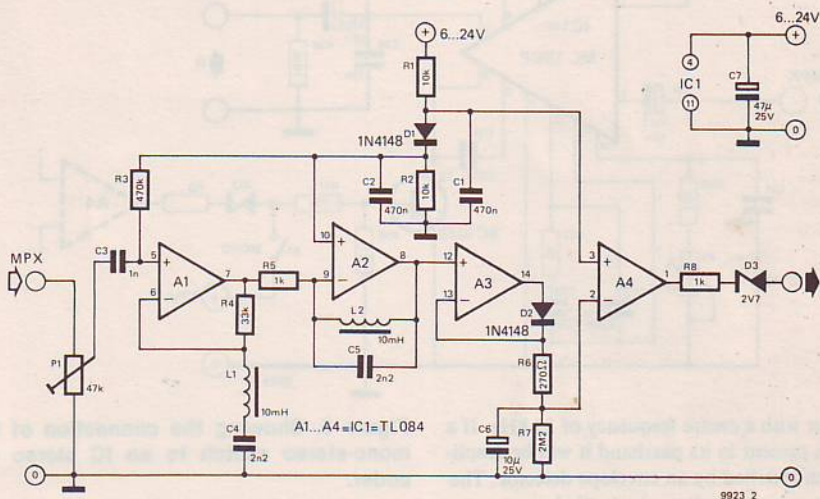 6...24V
6...24V
+
+
R1
10k
4
IC1
11
C7
47µ
25V
D1
1N4148
0
R3
470k
C2
470n
R2
10k
C1
470n
MPX
C3
1n
5
+
6
−
A1
7
R5
1k
10
+
9
−
A2
8
12
+
13
−
A3
14
3
+
2
−
A4
1
R8
1k
D3
2V7
R4
33k
L2
10mH
C5
2n2
D2
1N4148
P1
47k
L1
10mH
R6
270Ω
C4
2n2
A1...A4=IC1=TL084
C6
10µ
25V
R7
2M2
0
0
9923 2